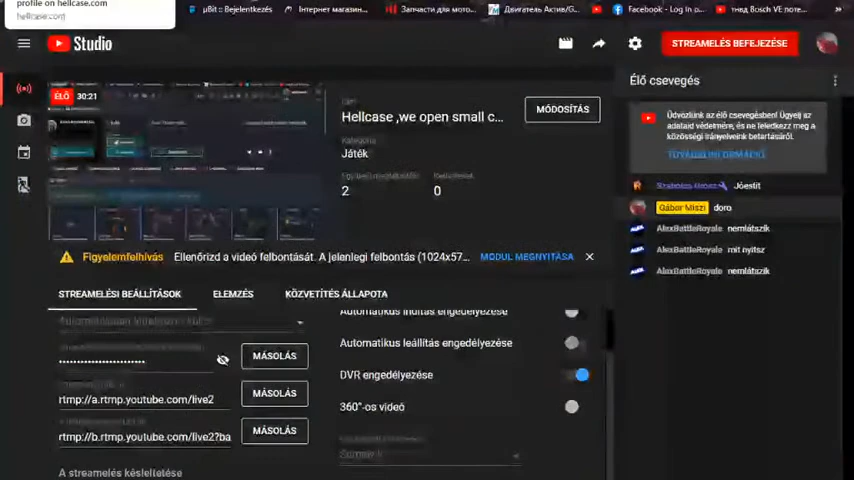 profile on hellcase.com
hellcase.com
µBit :: Bejelentkezés
Интернет магазин...
Запчасти для мото...
Двигатель Актив/G...
Facebook - Log In o...
тнвд Bosch VE поте...
Studio
STREAMELÉS BEFEJEZÉSE
ÉLŐ 30:21
Hellcase ,we open small c...
MÓDOSÍTÁS
Kategória
Játék
2
0
Figyelemfelhívás
Ellenőrizd a videó felbontását. A jelenlegi felbontás (1024x57...
MODUL MEGNYITÁSA
STREAMELÉSI BEÁLLÍTÁSOK
ELEMZÉS
KÖZVETÍTÉS ÁLLAPOTA
MÁSOLÁS
rtmp://a.rtmp.youtube.com/live2
MÁSOLÁS
rtmp://b.rtmp.youtube.com/live2?ba
MÁSOLÁS
A streamelés késleltetése
Automatikus indítás engedélyezése
Automatikus leállítás engedélyezése
DVR engedélyezése
360°-os videó
Élő csevegés
Üdvözlünk az élő csevegésben! Ügyelj az
adataid védelmére, és ne feledkezz meg a
közösségi irányelveink betartásáról.
TOVÁBBI INFORMÁCIÓ
Jóestit
Gábor Miszi doro
AlexBattleRoyale nemlátszik
AlexBattleRoyale mit nyitsz
AlexBattleRoyale nemlátszik